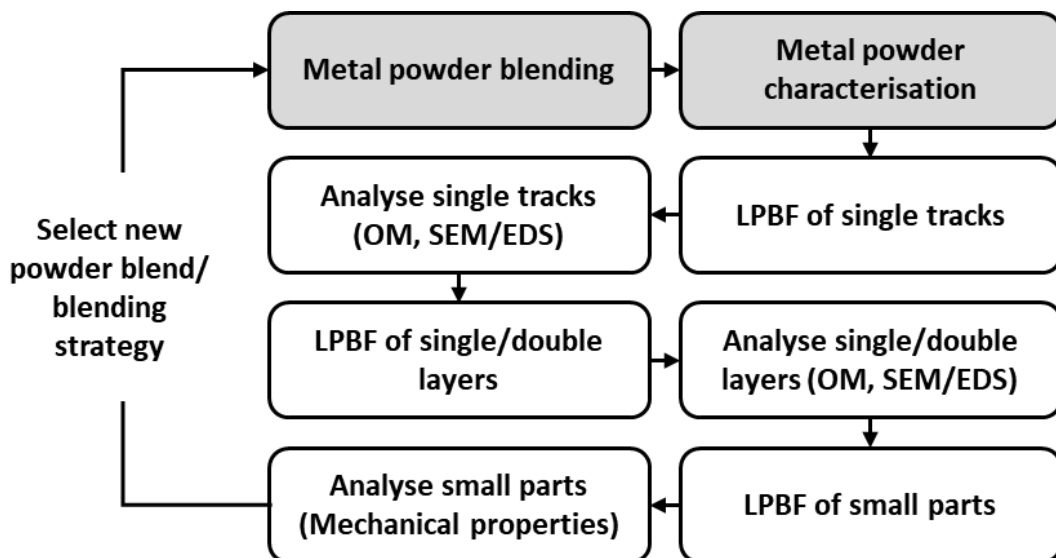 Metal powder blending
Metal powder
characterisation
Analyse single tracks
(OM, SEM/EDS)
LPBF of single tracks
Select new
powder blend/
blending
strategy
LPBF of single/double
layers
Analyse single/double
layers (OM, SEM/EDS)
Analyse small parts
(Mechanical properties)
LPBF of small parts